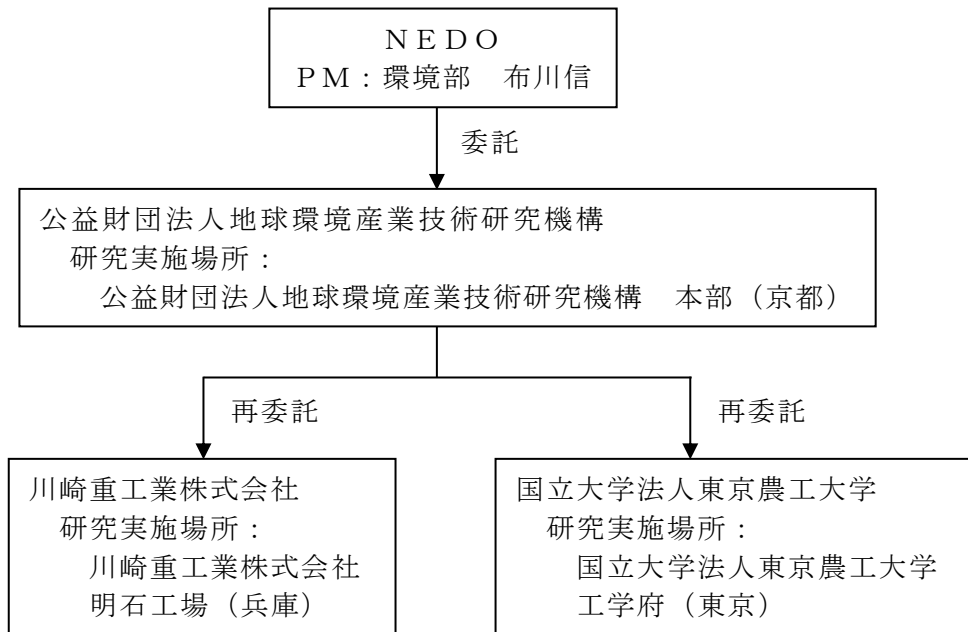 ＮＥＤＯ
ＰＭ：環境部　布川信
委託
公益財団法人地球環境産業技術研究機構
研究実施場所：
公益財団法人地球環境産業技術研究機構　本部（京都）
再委託
再委託
川崎重工業株式会社
研究実施場所：
川崎重工業株式会社
明石工場（兵庫）
国立大学法人東京農工大学
研究実施場所：
国立大学法人東京農工大学
工学府（東京）